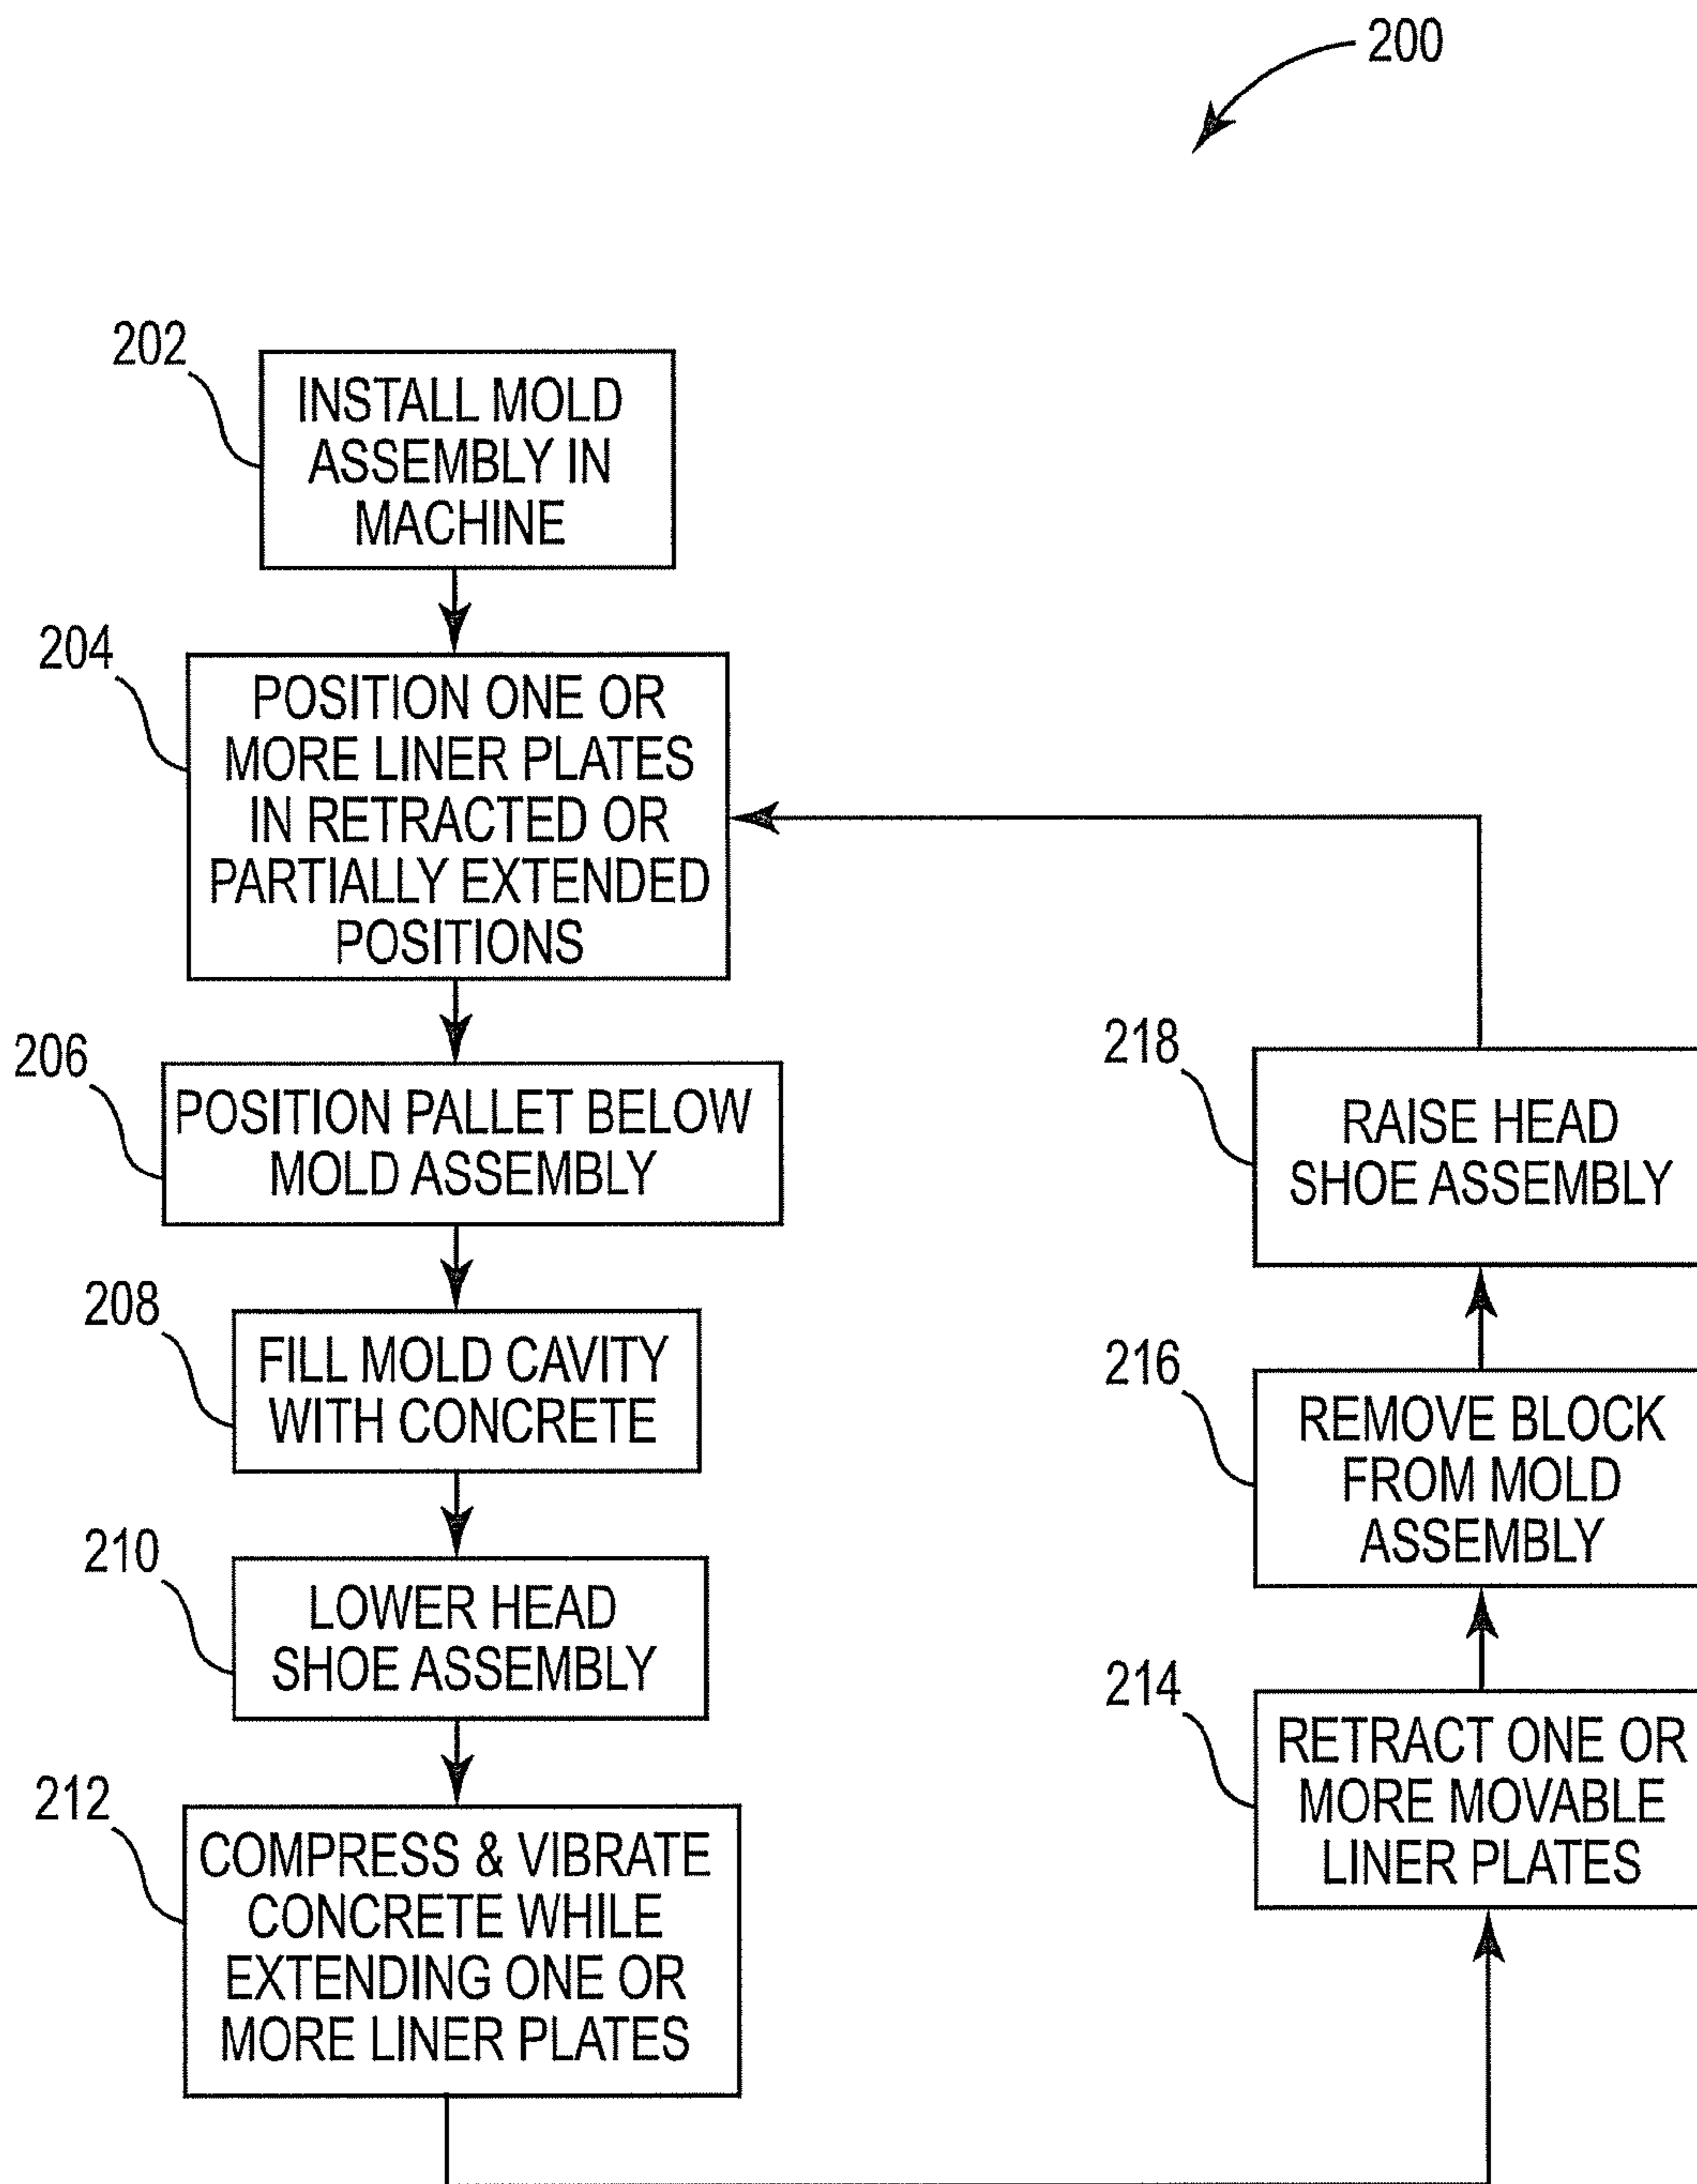 200
202
INSTALL MOLD
ASSEMBLY IN
MACHINE
204
POSITION ONE OR
MORE LINER PLATES
IN RETRACTED OR
PARTIALLY EXTENDED
POSITIONS
206
POSITION PALLET BELOW
MOLD ASSEMBLY
208
FILL MOLD CAVITY
WITH CONCRETE
210
LOWER HEAD
SHOE ASSEMBLY
212
COMPRESS & VIBRATE
CONCRETE WHILE
EXTENDING ONE OR
MORE LINER PLATES
214
RETRACT ONE OR
MORE MOVABLE
LINER PLATES
216
REMOVE BLOCK
FROM MOLD
ASSEMBLY
218
RAISE HEAD
SHOE ASSEMBLY